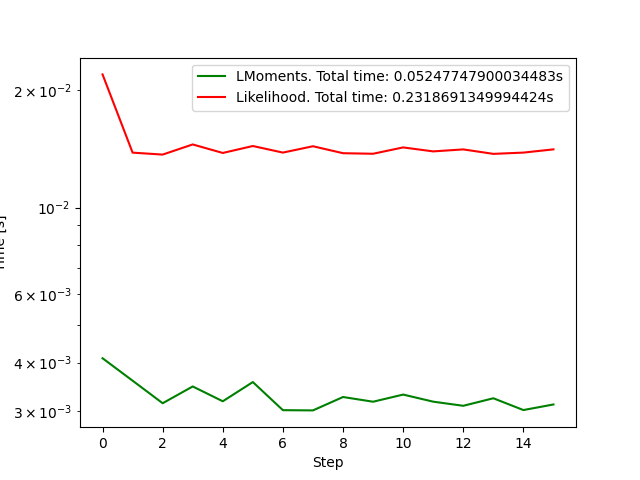 LMoments. Total time: 0.05247747900034483s
Likelihood. Total time: 0.2318691349994424s
2 × 10⁻²
10⁻²
6 × 10⁻³
4 × 10⁻³
3 × 10⁻³
[s]
0 2 4 6 8 10 12 14
Step